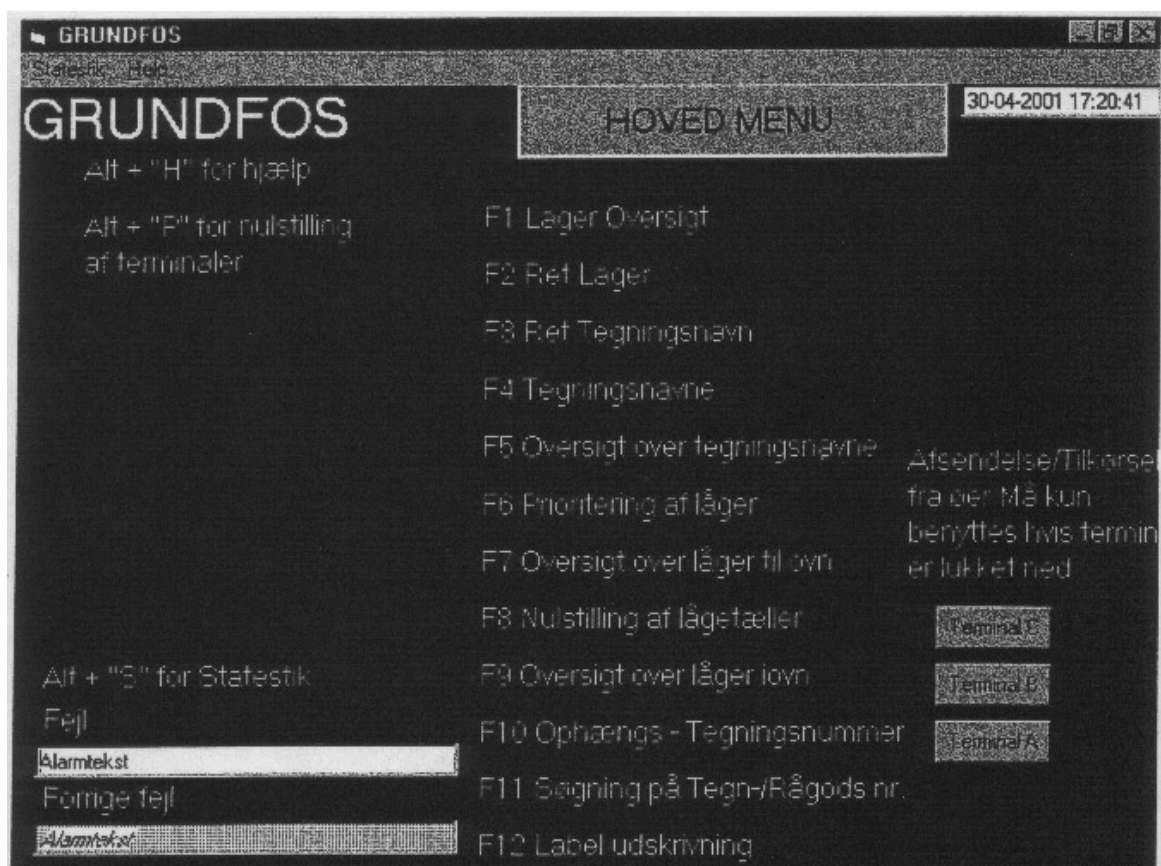 GRUNDFOS
Statestik Help
GRUNDFOS
HOVED MENU
30-04-2001 17:20:41
Alt + "H" for hjælp
Alt + "P" for nulstilling
af terminaler
F1 Lager Oversigt
F2 Ret Lager
F3 Ret Tegningsnavn
F4 Tegningsnavne
F5 Oversigt over tegningsnavne
F6 Prioritering af låger
F7 Oversigt over låger til ovn
F8 Nulstilling af lågetæller
F9 Oversigt over låger iovn
F10 Ophængs - Tegningsnummer
F11 Søgning på Tegn-/Rågods nr.
F12 Label udskrivning
Afsendelse/Tilkørsel
fra pcer Må kun
benyttes hvis termin
er lukket ned
Terminal C
Terminal B
Terminal A
Alt + "S" for Statestik
Fejl
Alarmtekst
Forrige fejl
Alarmtekst